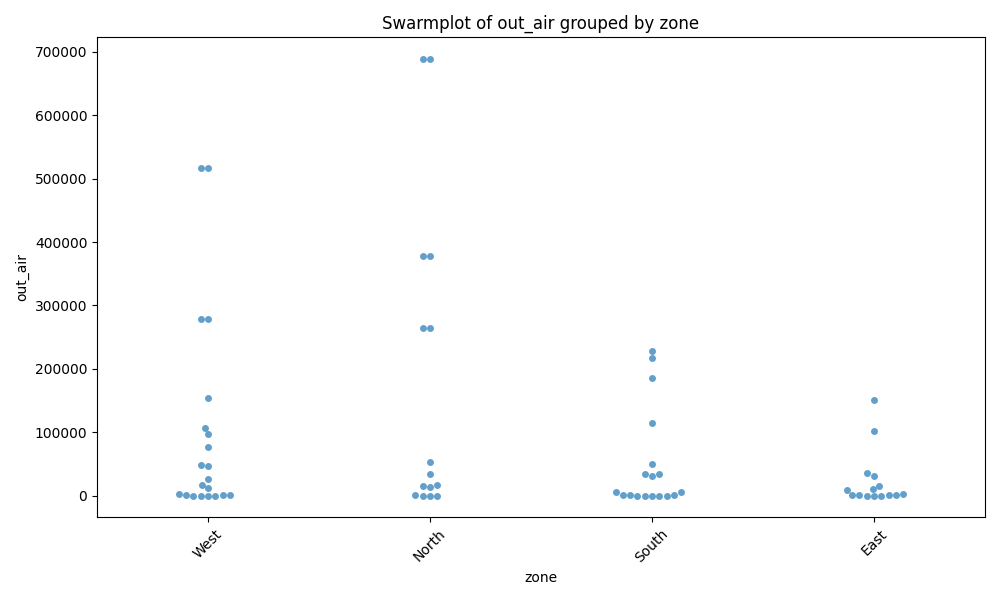 Swarmplot of out_air grouped by zone
700000
600000
500000
400000
300000
200000
100000
0
out_air
West
North
South
East
zone